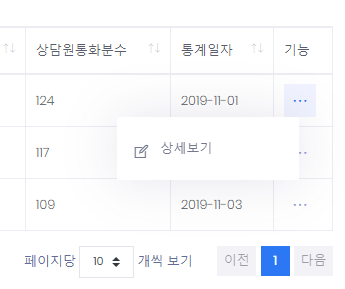 상담원통화분수 통계일자 기능
124 2019-11-01 ...
117
상세보기
109 2019-11-03 ...
페이지당 10 개씩 보기 이전 1 다음